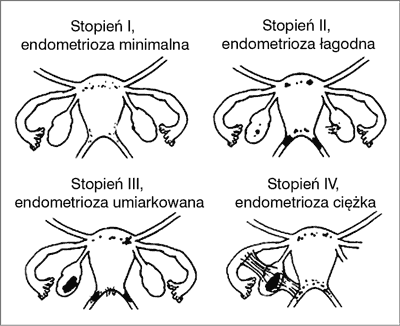 Stopień I,
endometrioza minimalna
Stopień II,
endometrioza łagodna
Stopień III,
endometrioza umiarkowana
Stopień IV,
endometrioza ciężka